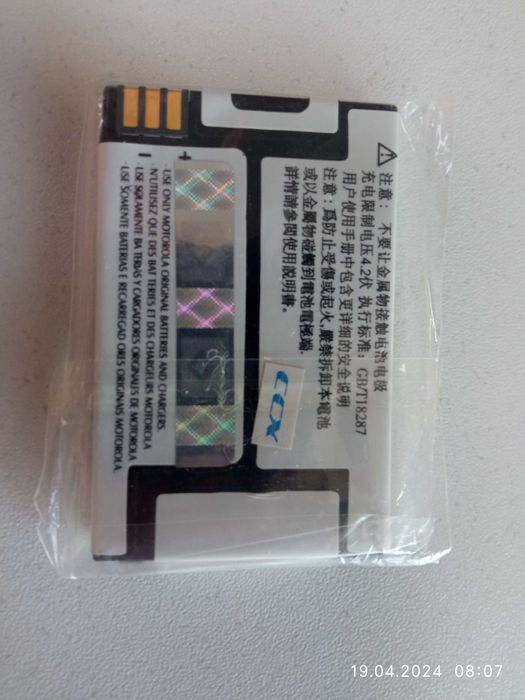 注意: 不要让金属物接触电池电极
充电限制电压4.2伏 执行标准: GB/T18287
用户使用手册中包含更详细的安全说明
注意:爲防止受傷或起火,嚴禁拆卸本電池
或以金屬物碰觸到電池電極端.
詳情請參閱使用說明書。
CCX
+
–
·USE ONLY MOTOROLA ORIGINAL BATTERIES AND CHARGERS.
·N'UTILISEZ QUE DES BATTERIES ET DES CHARGEURS MOTOROLA
·USE SOLAMENTE BATERIAS Y CARGADORES ORIGINALES DE MOTOROLA
·USE SOMENTE BATERIAS E RECARREGADORES ORIGINAIS MOTOROLA.
19.04.2024 08:07